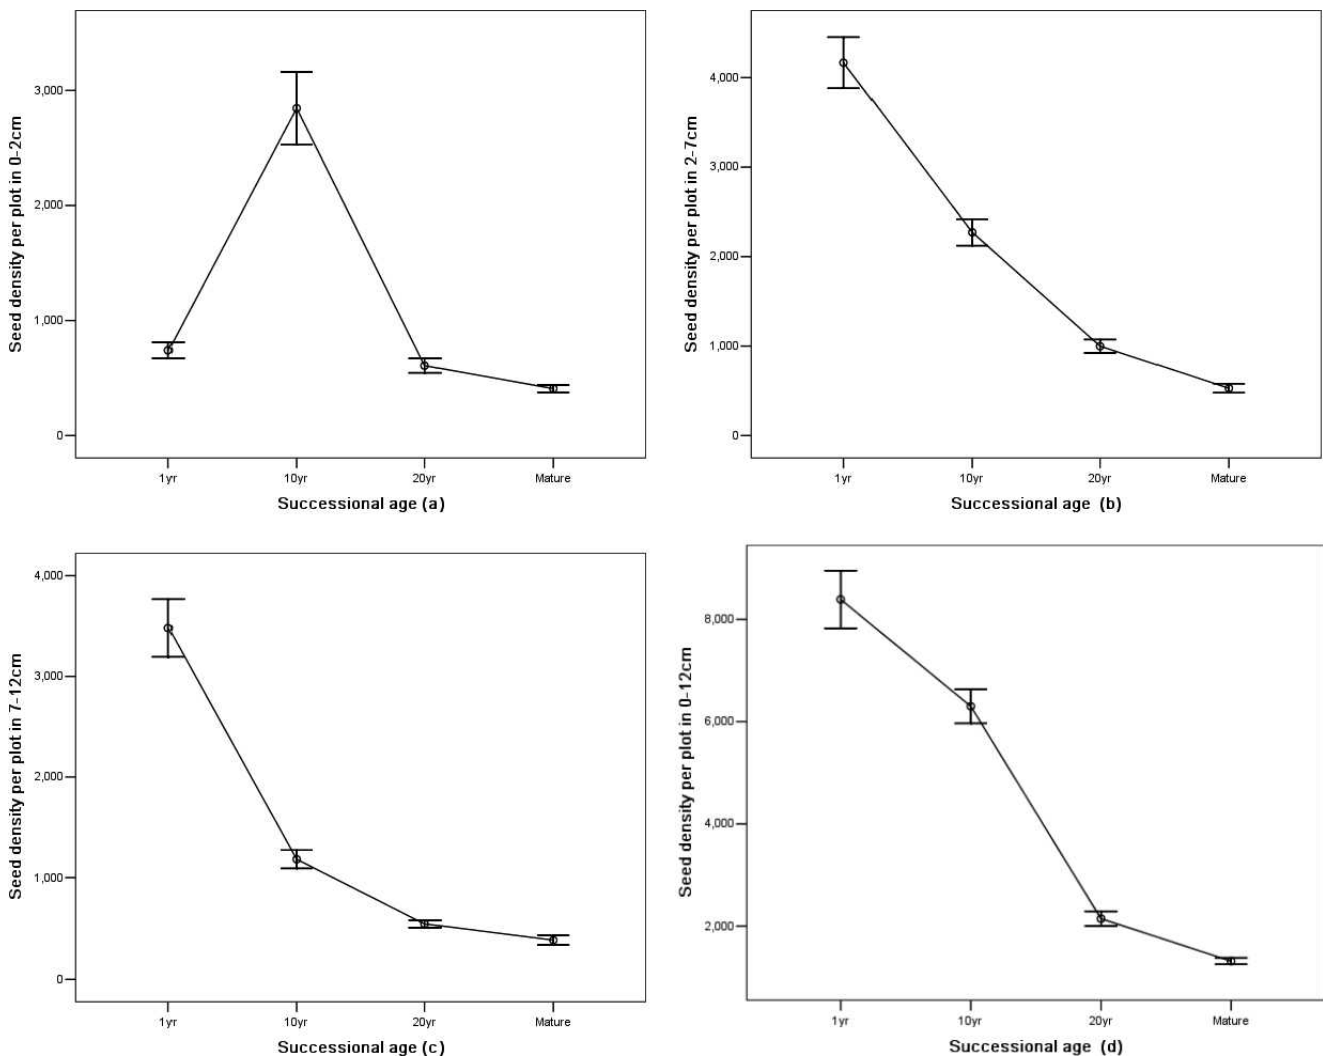 Seed density per plot in 0-2cm
3,000
2,000
1,000
0
1yr
10yr
20yr
Mature
Successional age (a)
Seed density per plot in 2-7cm
4,000
3,000
2,000
1,000
0
1yr
10yr
20yr
Mature
Successional age (b)
Seed density per plot in 7-12cm
4,000
3,000
2,000
1,000
0
1yr
10yr
20yr
Mature
Successional age (c)
Seed density per plot in 0-12cm
8,000
6,000
4,000
2,000
1yr
10yr
20yr
Mature
Successional age (d)